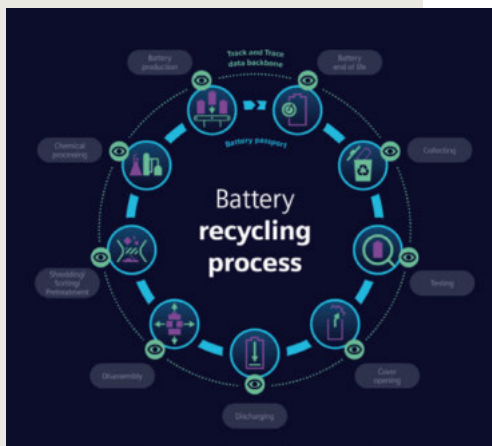 Battery
production
Track and Trace
data backbone
Battery
end of life
Chemical
processing
Battery passport
Collecting
Battery
recycling
process
Shredding/
Sorting/
Pretreatment
Testing
Disassembly
Cover
opening
Discharging